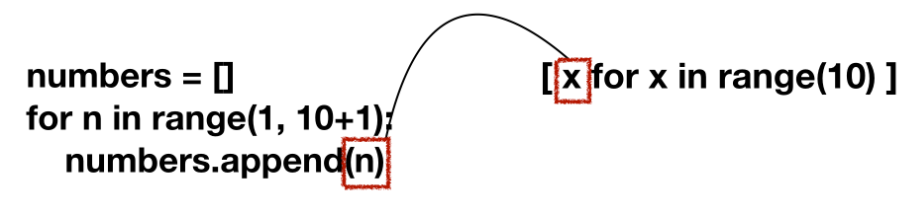 numbers = []
for n in range(1, 10+1):
numbers.append(n)
[ x for x in range(10) ]